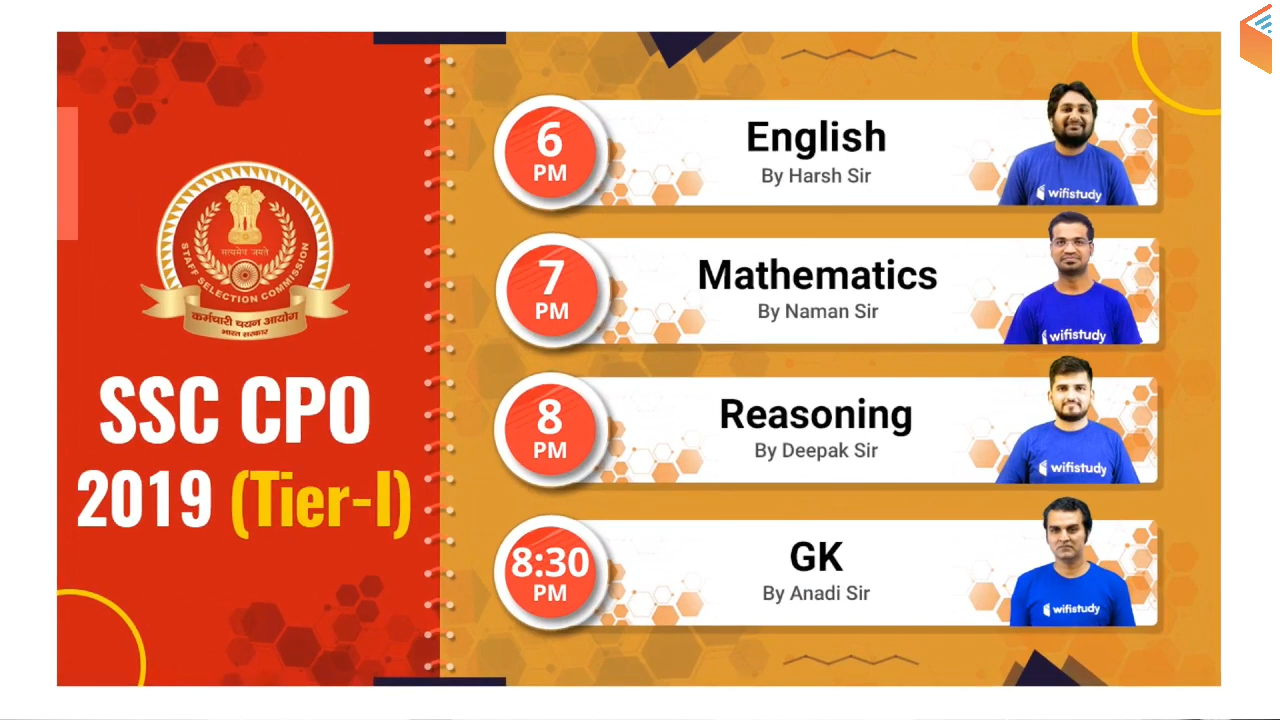 सत्यमेव जयते
STAFF SELECTION COMMISSION
कर्मचारी चयन आयोग
भारत सरकार
SSC CPO
2019 (Tier-I)
6
PM
English
By Harsh Sir
wifistudy
7
PM
Mathematics
By Naman Sir
wifistudy
8
PM
Reasoning
By Deepak Sir
wifistudy
8:30
PM
GK
By Anadi Sir
wifistudy